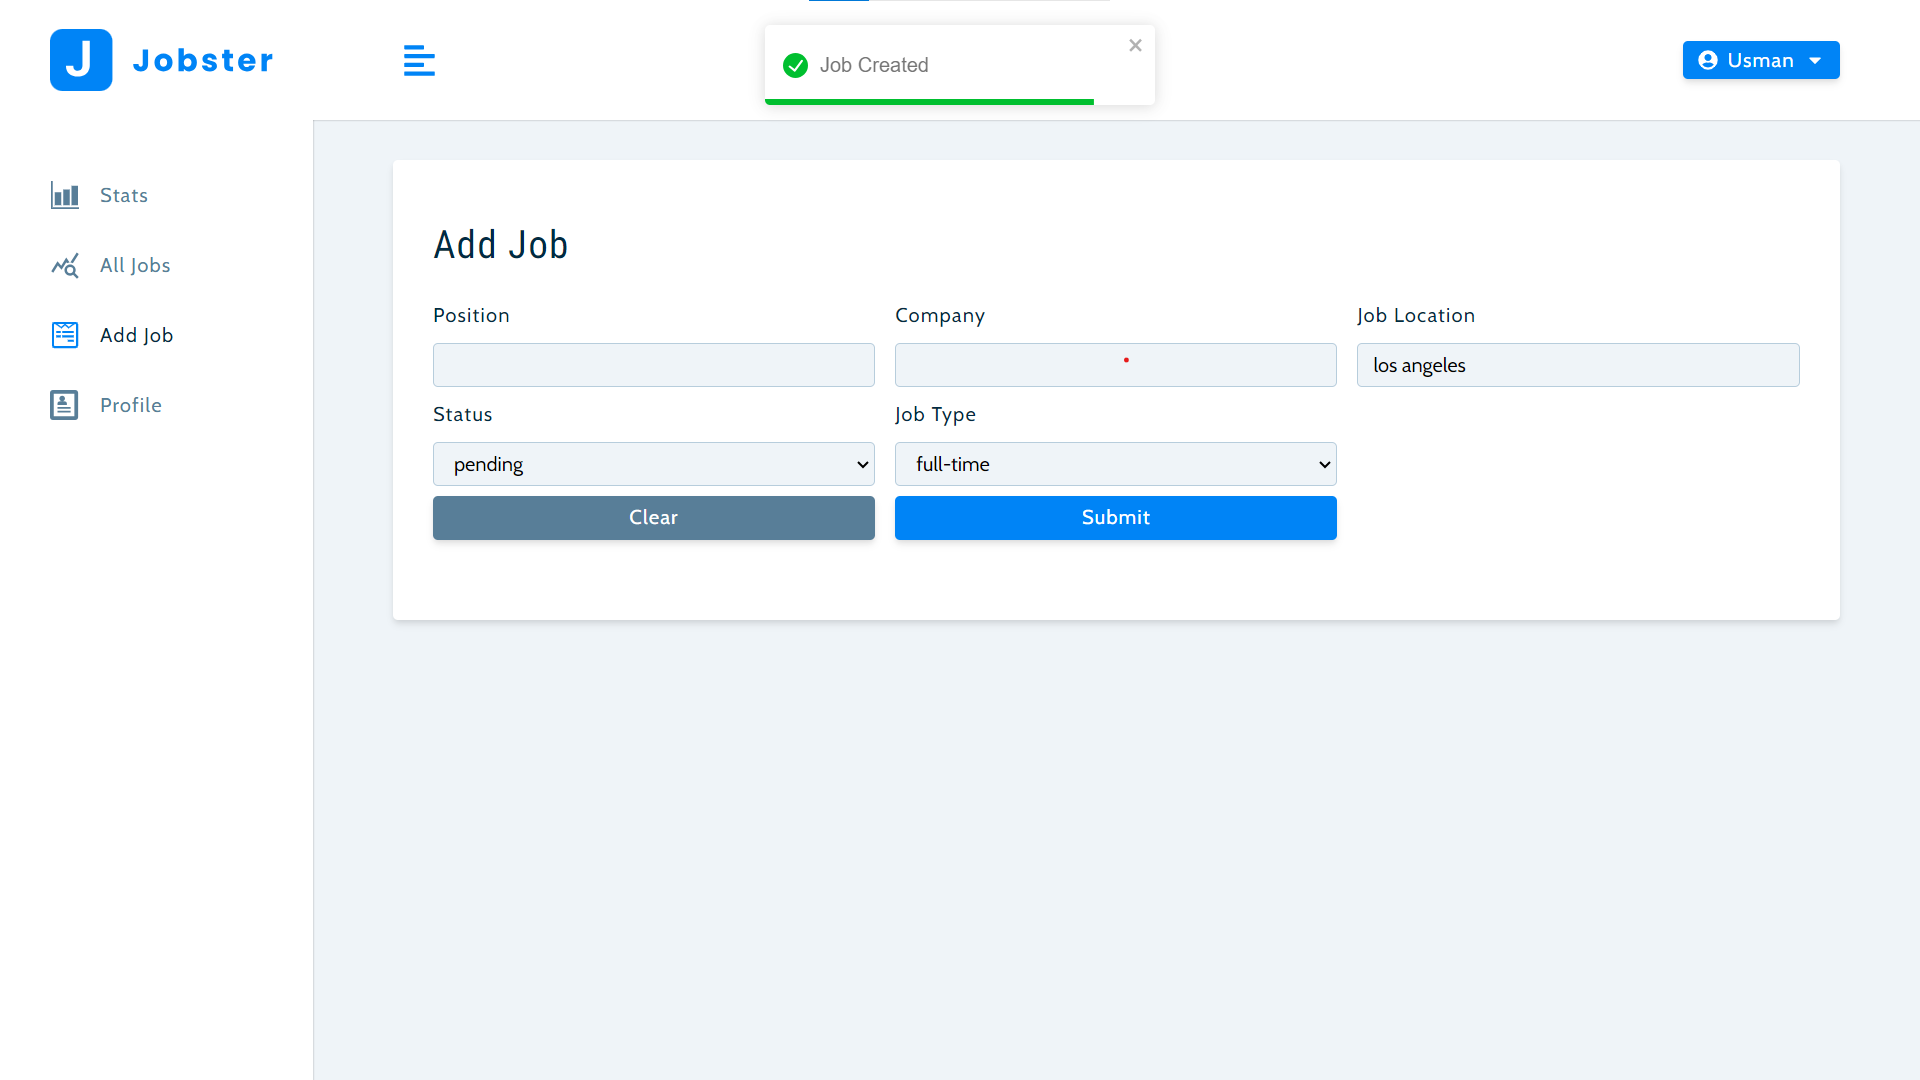 J Jobster
Job Created
Usman
Stats
All Jobs
Add Job
Profile
Add Job
Position
Company
Job Location
los angeles
Status
Job Type
pending
full-time
Clear
Submit